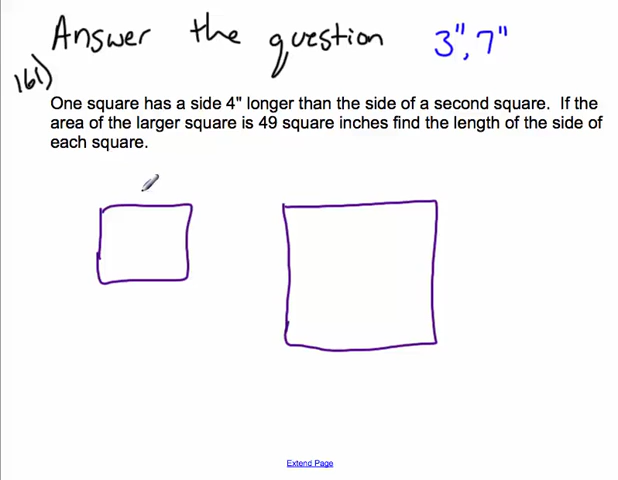 Answer the question 3", 7"
161)
One square has a side 4" longer than the side of a second square. If the
area of the larger square is 49 square inches find the length of the side of
each square.
Extend Page